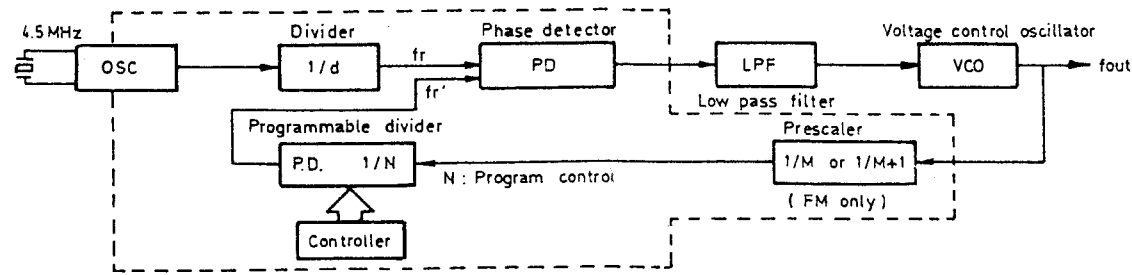 4.5 MHz
OSC
Divider
1/d
fr
fr'
Phase detector
PD
LPF
Low pass filter
Voltage control oscillator
VCO
fout
Programmable divider
P.D. 1/N
N : Program control
Prescaler
1/M or 1/M+1
( FM only )
Controller